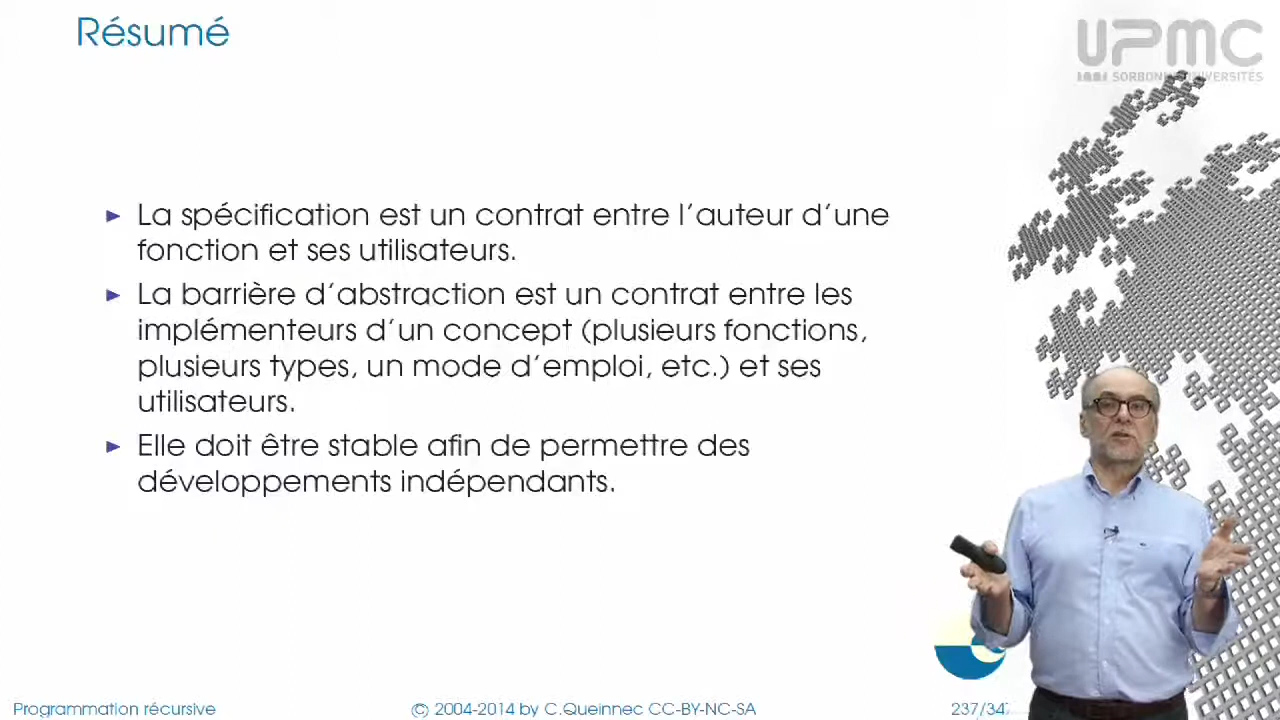 Résumé
UPMC
SORBONNE UNIVERSITÉS
► La spécification est un contrat entre l'auteur d'une
fonction et ses utilisateurs.
► La barrière d'abstraction est un contrat entre les
implémenteurs d'un concept (plusieurs fonctions,
plusieurs types, un mode d'emploi, etc.) et ses
utilisateurs.
► Elle doit être stable afin de permettre des
développements indépendants.
Programmation récursive
© 2004-2014 by C.Queinnec CC-BY-NC-SA
237/347